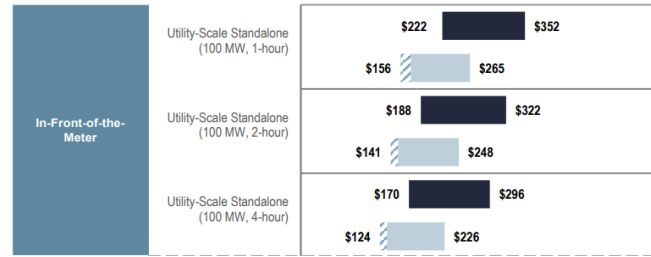 In-Front-of-the-
Meter
Utility-Scale Standalone
(100 MW, 1-hour)
$222 $352
$156 $265
Utility-Scale Standalone
(100 MW, 2-hour)
$188 $322
$141 $248
Utility-Scale Standalone
(100 MW, 4-hour)
$170 $296
$124 $226